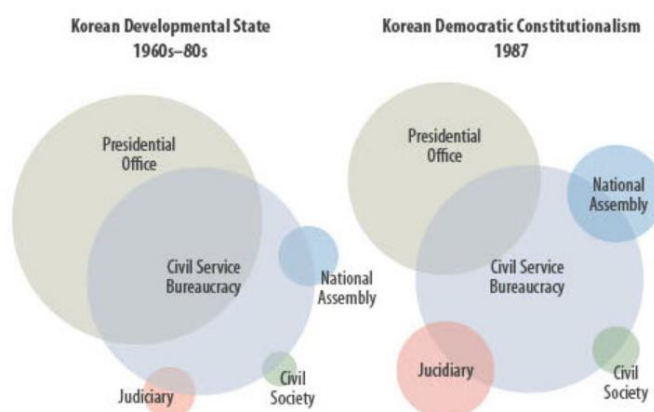 Korean Developmental State
1960s–80s
Presidential
Office
Civil Service
Bureaucracy
National
Assembly
Judiciary
Civil
Society
Korean Democratic Constitutionalism
1987
Presidential
Office
National
Assembly
Civil Service
Bureaucracy
Jucidiary
Civil
Society